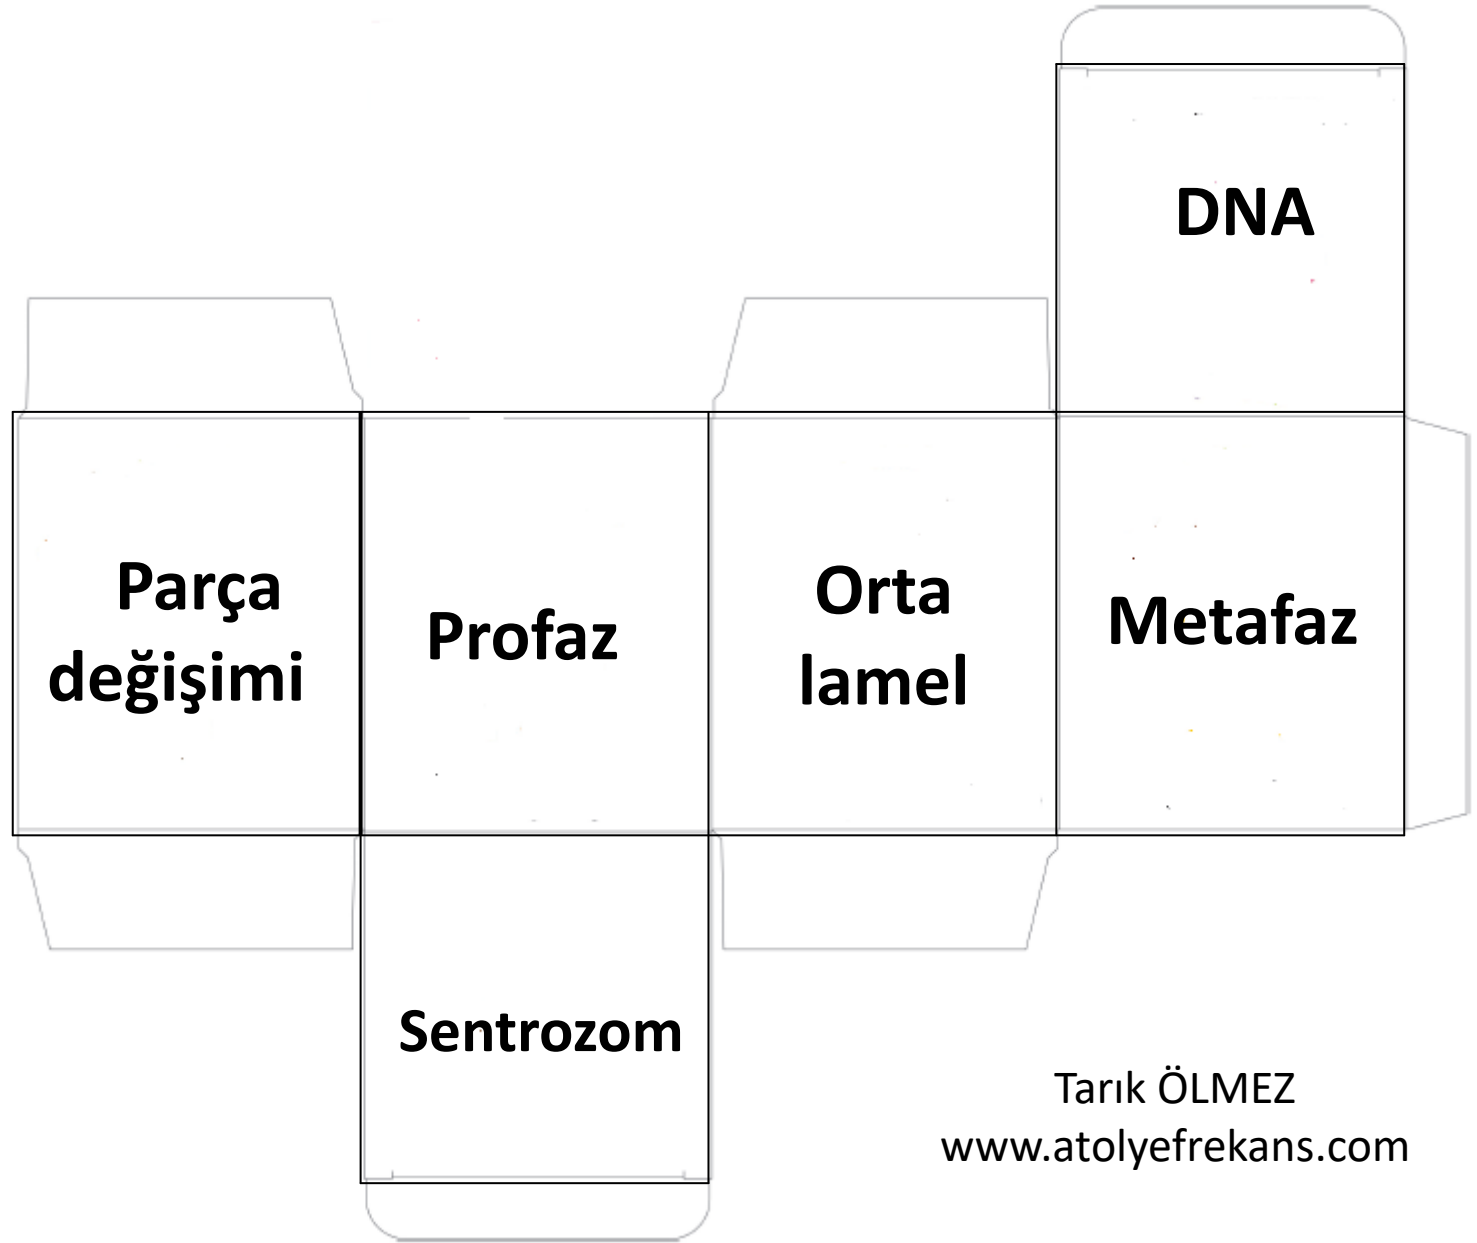 DNA
Parça
değişimi
Profaz
Orta
lamel
Metafaz
Sentrozom
Tarık ÖLMEZ
www.atolyefrekans.com